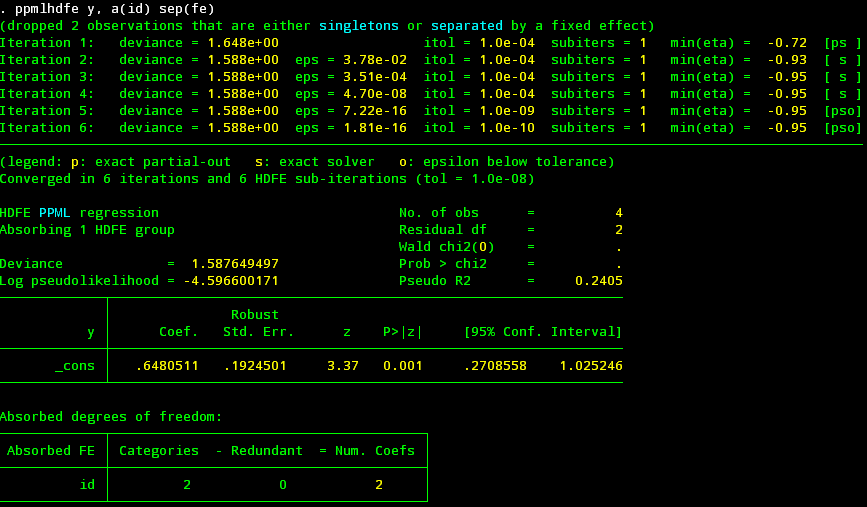 . ppmlhdfe y, a(id) sep(fe)
(dropped 2 observations that are either singletons or separated by a fixed effect)
Iteration 1:   deviance = 1.648e+00                  itol = 1.0e-04  subiters = 1   min(eta) =  -0.72  [ps ]
Iteration 2:   deviance = 1.588e+00  eps = 3.78e-02  itol = 1.0e-04  subiters = 1   min(eta) =  -0.93  [ s ]
Iteration 3:   deviance = 1.588e+00  eps = 3.51e-04  itol = 1.0e-04  subiters = 1   min(eta) =  -0.95  [ s ]
Iteration 4:   deviance = 1.588e+00  eps = 4.70e-08  itol = 1.0e-04  subiters = 1   min(eta) =  -0.95  [ s ]
Iteration 5:   deviance = 1.588e+00  eps = 7.22e-16  itol = 1.0e-09  subiters = 1   min(eta) =  -0.95  [pso]
Iteration 6:   deviance = 1.588e+00  eps = 1.81e-16  itol = 1.0e-10  subiters = 1   min(eta) =  -0.95  [pso]
(legend: p: exact partial-out   s: exact solver   o: epsilon below tolerance)
Converged in 6 iterations and 6 HDFE sub-iterations (tol = 1.0e-08)
HDFE PPML regression                              No. of obs      =          4
Absorbing 1 HDFE group                            Residual df     =          2
Wald chi2(0)    =          .
Deviance             =  1.587649497               Prob > chi2     =          .
Log pseudolikelihood = -4.596600171               Pseudo R2       =     0.2405
Robust
y       Coef.   Std. Err.      z    P>|z|     [95% Conf. Interval]
_cons    .6480511   .1924501     3.37   0.001     .2708558    1.025246
Absorbed degrees of freedom:
Absorbed FE   Categories  - Redundant  = Num. Coefs
id           2           0           2